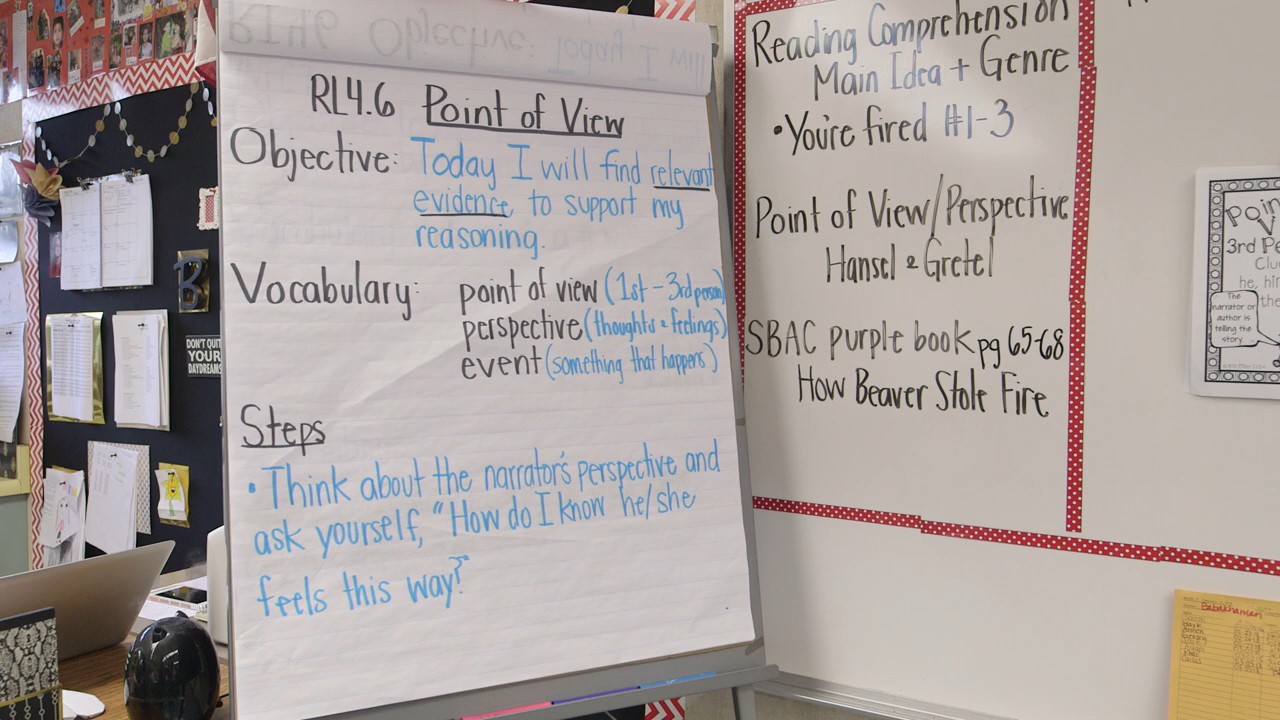 RL4.6 Point of View
Objective: Today I will find relevant
evidence to support my
reasoning.
Vocabulary: point of view (1st - 3rd person)
perspective (thoughts & feelings)
event (something that happens)
Steps
• Think about the narrator's perspective and
ask yourself, "How do I know he/she
feels this way?"
Reading Comprehension
Main Idea + Genre
• You're fired #1-3
Point of View/Perspective
Hansel & Gretel
SBAC purple book pg 65-68
How Beaver Stole Fire
B
DON'T QUIT
YOUR
DAYDREAMS
3rd Pe
Clu
he, hi
the
The
narrator or
author is
telling the
story.